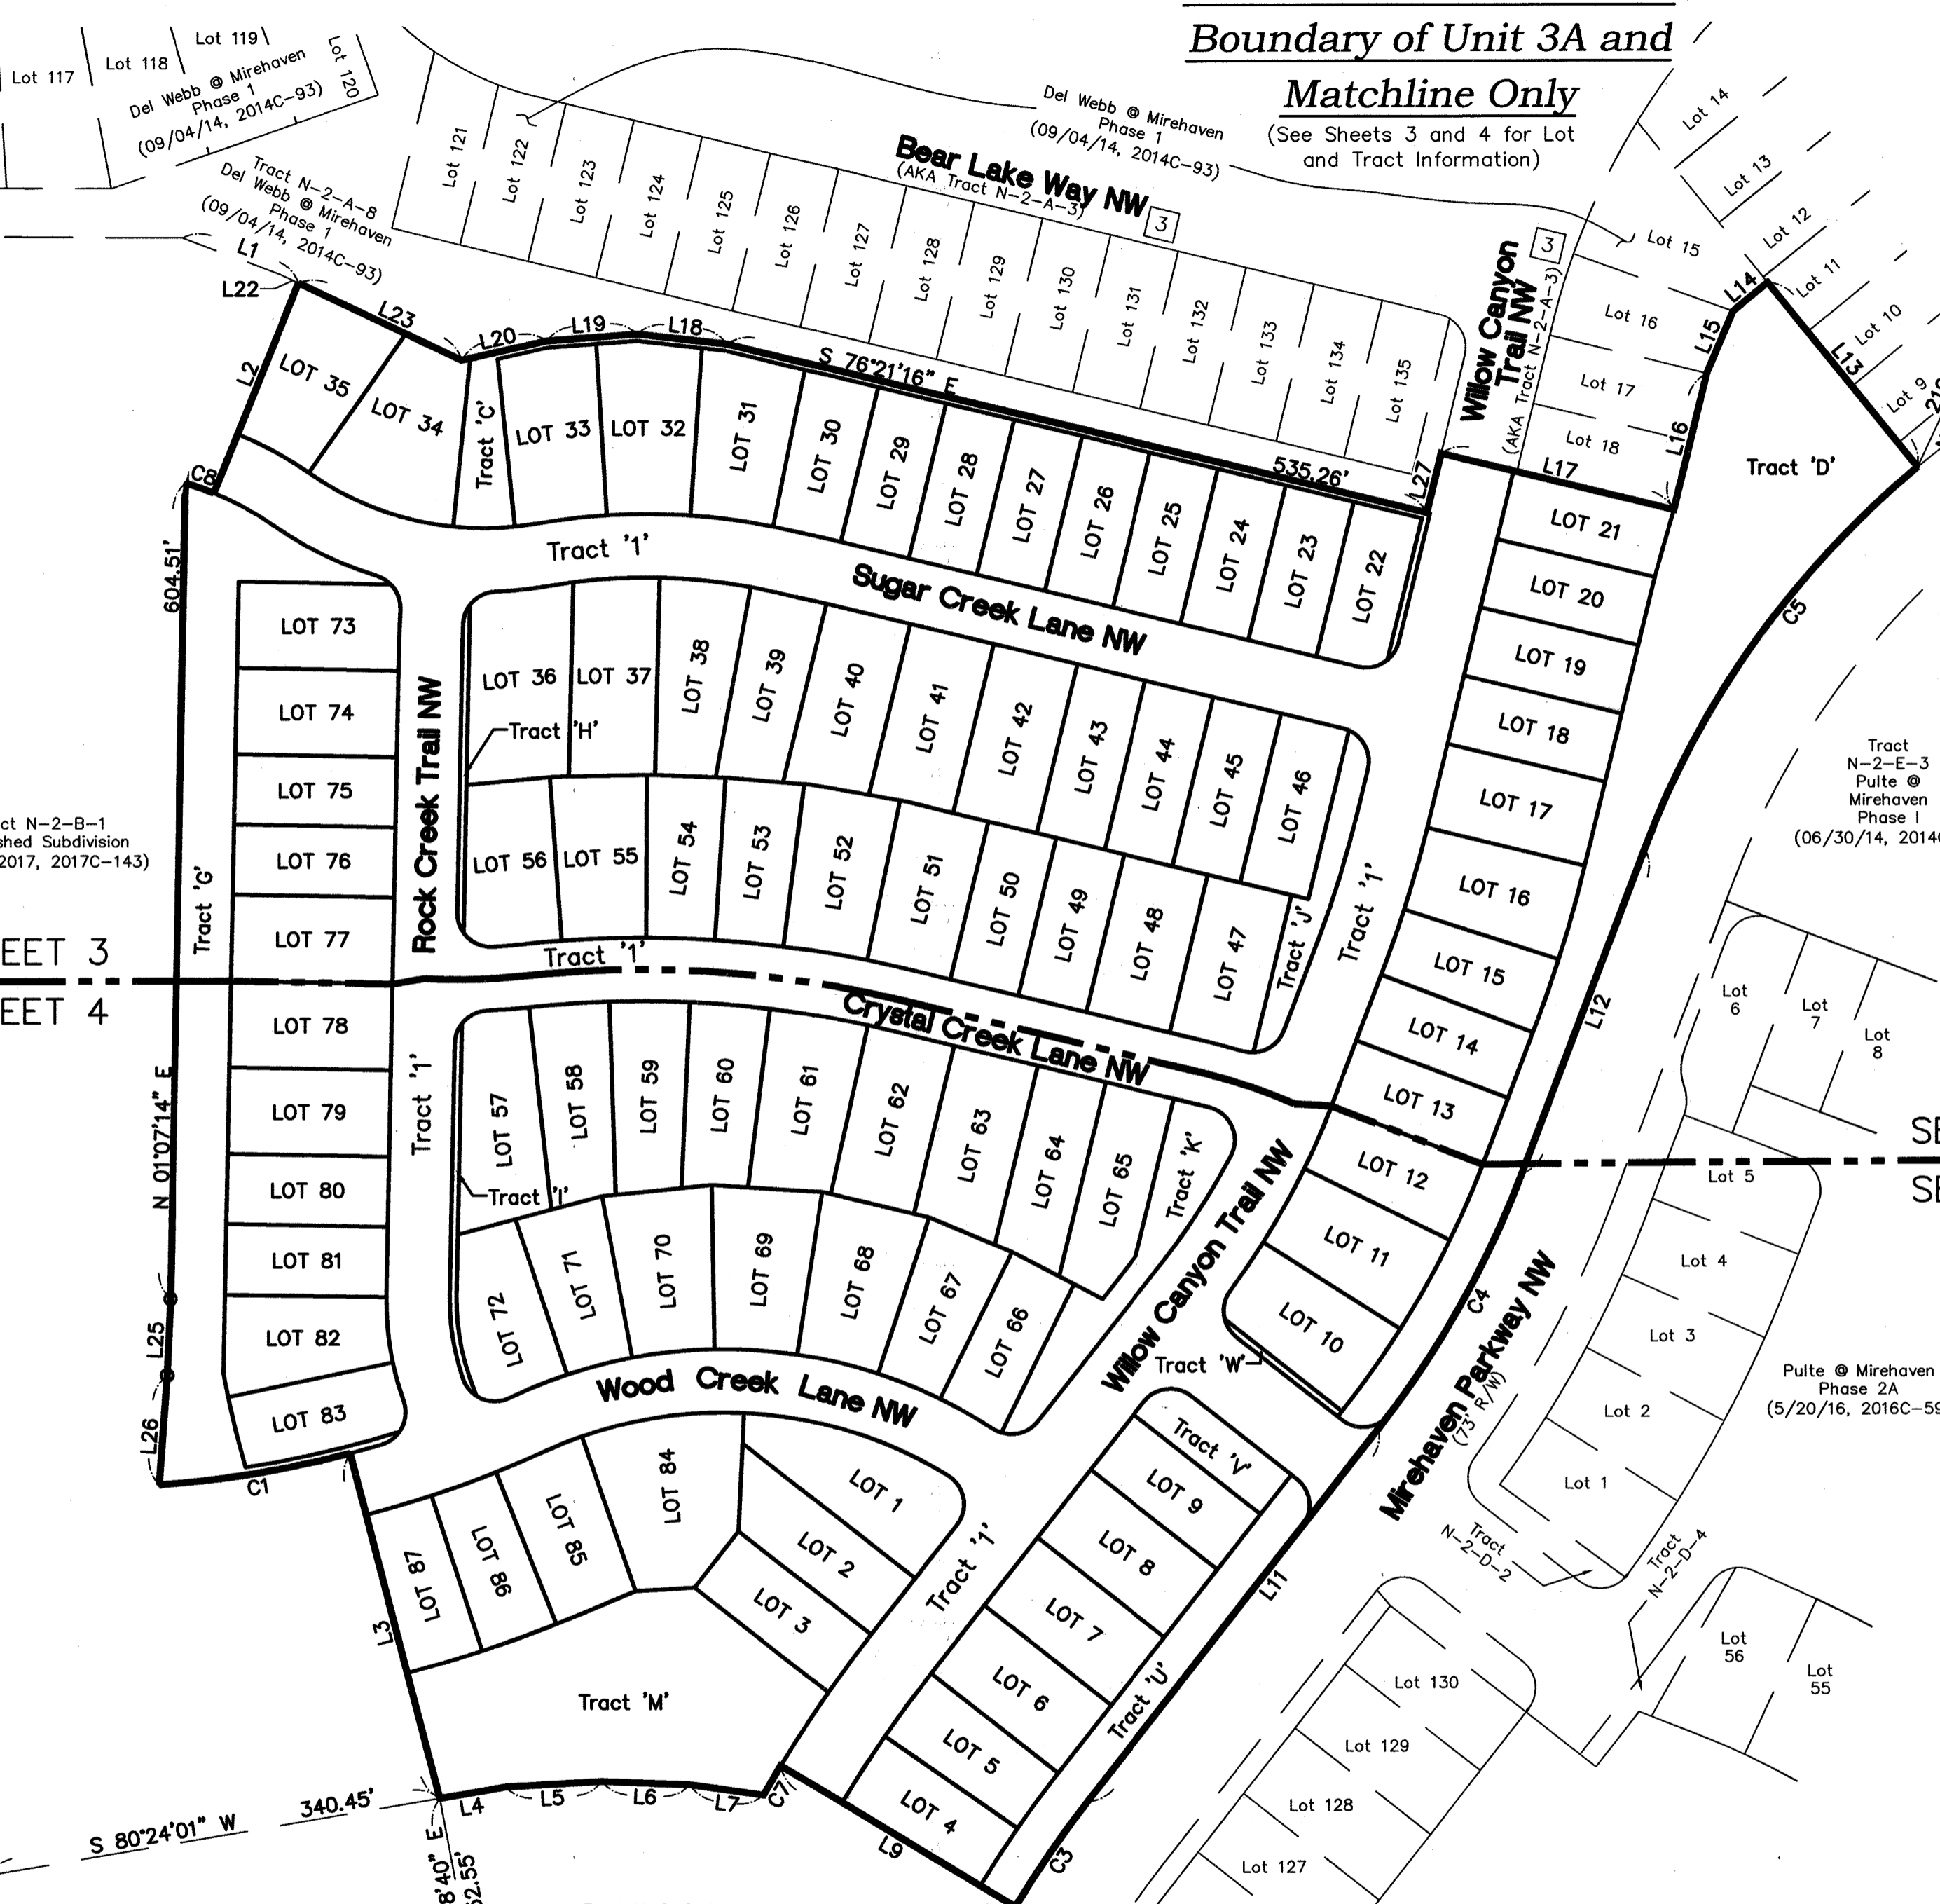 Boundary of Unit 3A and
Matchline Only
(See Sheets 3 and 4 for Lot
and Tract Information)
Lot 117
Lot 118
Lot 119
Lot 120
Del Webb @ Mirehaven
Phase 1
(09/04/14, 2014C-93)
Tract N-2-A-8
Del Webb @ Mirehaven
Phase 1
(09/04/14, 2014C-93)
Del Webb @ Mirehaven
Phase 1
(09/04/14, 2014C-93)
Bear Lake Way NW
(AKA Tract N-2-A-3)
3
Lot 121
Lot 122
Lot 123
Lot 124
Lot 125
Lot 126
Lot 127
Lot 128
Lot 129
Lot 130
Lot 131
Lot 132
Lot 133
Lot 134
Lot 135
Willow Canyon
Trail NW
(AKA Tract N-2-A-3)
3
Lot 14
Lot 13
Lot 12
Lot 11
Lot 10
Lot 9
Lot 15
Lot 16
Lot 17
Lot 18
L1
L22
L23
L20
L19
L18
S 76°21'16" E
535.26'
L27
L17
L16
L15
L14
L13
L2
C8
604.51'
LOT 35
LOT 34
Tract 'C'
LOT 33
LOT 32
LOT 31
LOT 30
LOT 29
LOT 28
LOT 27
LOT 26
LOT 25
LOT 24
LOT 23
LOT 22
Tract 'D'
C5
LOT 21
LOT 20
LOT 19
LOT 18
LOT 17
LOT 16
LOT 15
LOT 14
LOT 13
LOT 12
LOT 11
LOT 10
Tract '1'
Sugar Creek Lane NW
LOT 73
LOT 74
LOT 75
LOT 76
LOT 77
LOT 78
LOT 79
LOT 80
LOT 81
LOT 82
LOT 83
Rock Creek Trail NW
Tract 'G'
LOT 36
LOT 37
LOT 38
LOT 39
LOT 40
LOT 41
LOT 42
LOT 43
LOT 44
LOT 45
LOT 46
Tract 'H'
LOT 56
LOT 55
LOT 54
LOT 53
LOT 52
LOT 51
LOT 50
LOT 49
LOT 48
LOT 47
Tract 'J'
Tract '1'
Tract '1'
Crystal Creek Lane NW
EET 3
EET 4
ct N-2-B-1
shed Subdivision
2017, 2017C-143)
Tract
N-2-E-3
Pulte @
Mirehaven
Phase I
(06/30/14, 2014
L12
Lot
6
Lot
7
Lot
8
N 01°07'14" E
L25
L26
C1
Tract '1'
LOT 57
LOT 58
LOT 59
LOT 60
LOT 61
LOT 62
LOT 63
LOT 64
LOT 65
Tract 'K'
Tract 'I'
LOT 72
LOT 71
LOT 70
LOT 69
LOT 68
LOT 67
LOT 66
Willow Canyon Trail NW
Tract 'W'
C4
Mirehaven Parkway NW
(73' R/W)
Lot 5
Lot 4
Lot 3
Lot 2
Lot 1
Pulte @ Mirehaven
Phase 2A
(5/20/16, 2016C-59
Wood Creek Lane NW
LOT 87
LOT 86
LOT 85
LOT 84
LOT 1
LOT 2
LOT 3
Tract '1'
Tract 'V'
LOT 9
LOT 8
LOT 7
LOT 6
LOT 5
LOT 4
Tract 'U'
L11
Tract
N-2-D-2
Tract
N-2-D-4
Lot
56
Lot
55
Lot 130
Lot 129
Lot 128
Lot 127
L3
Tract 'M'
L4
L5
L6
L7
C7
L9
C3
S 80°24'01" W
340.45'
8'40" E
52.55'